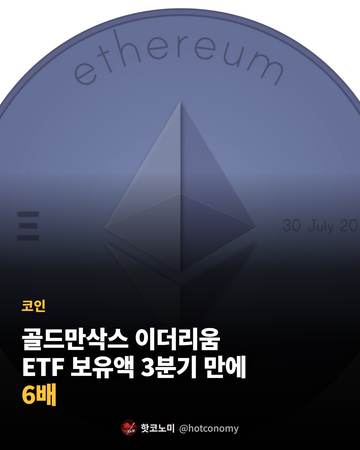 ethereum
30 July 20
코인
골드만삭스 이더리움
ETF 보유액 3분기 만에
6배
핫코노미 @hotconomy